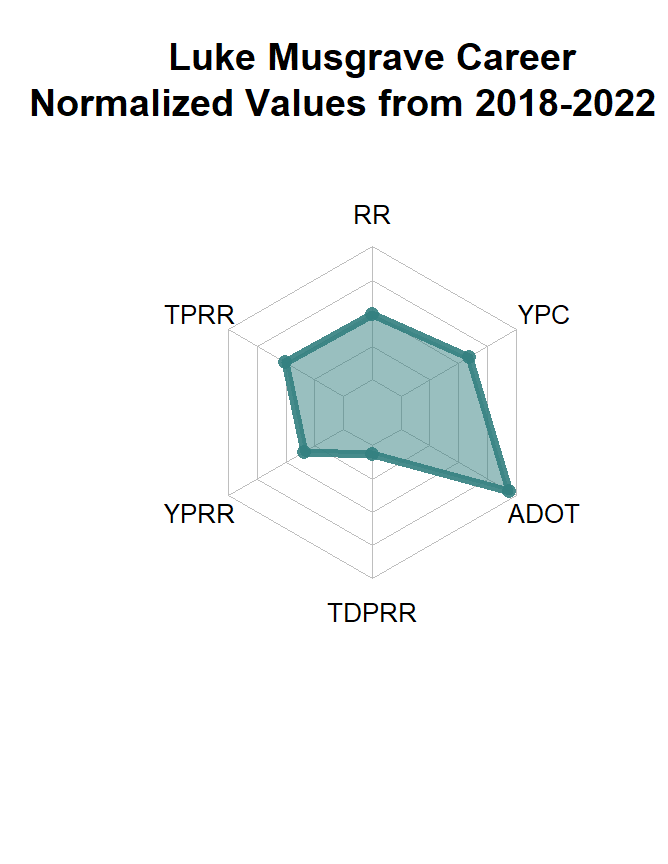 Luke Musgrave Career
Normalized Values from 2018-2022
RR
TPRR
YPC
YPRR
ADOT
TDPRR